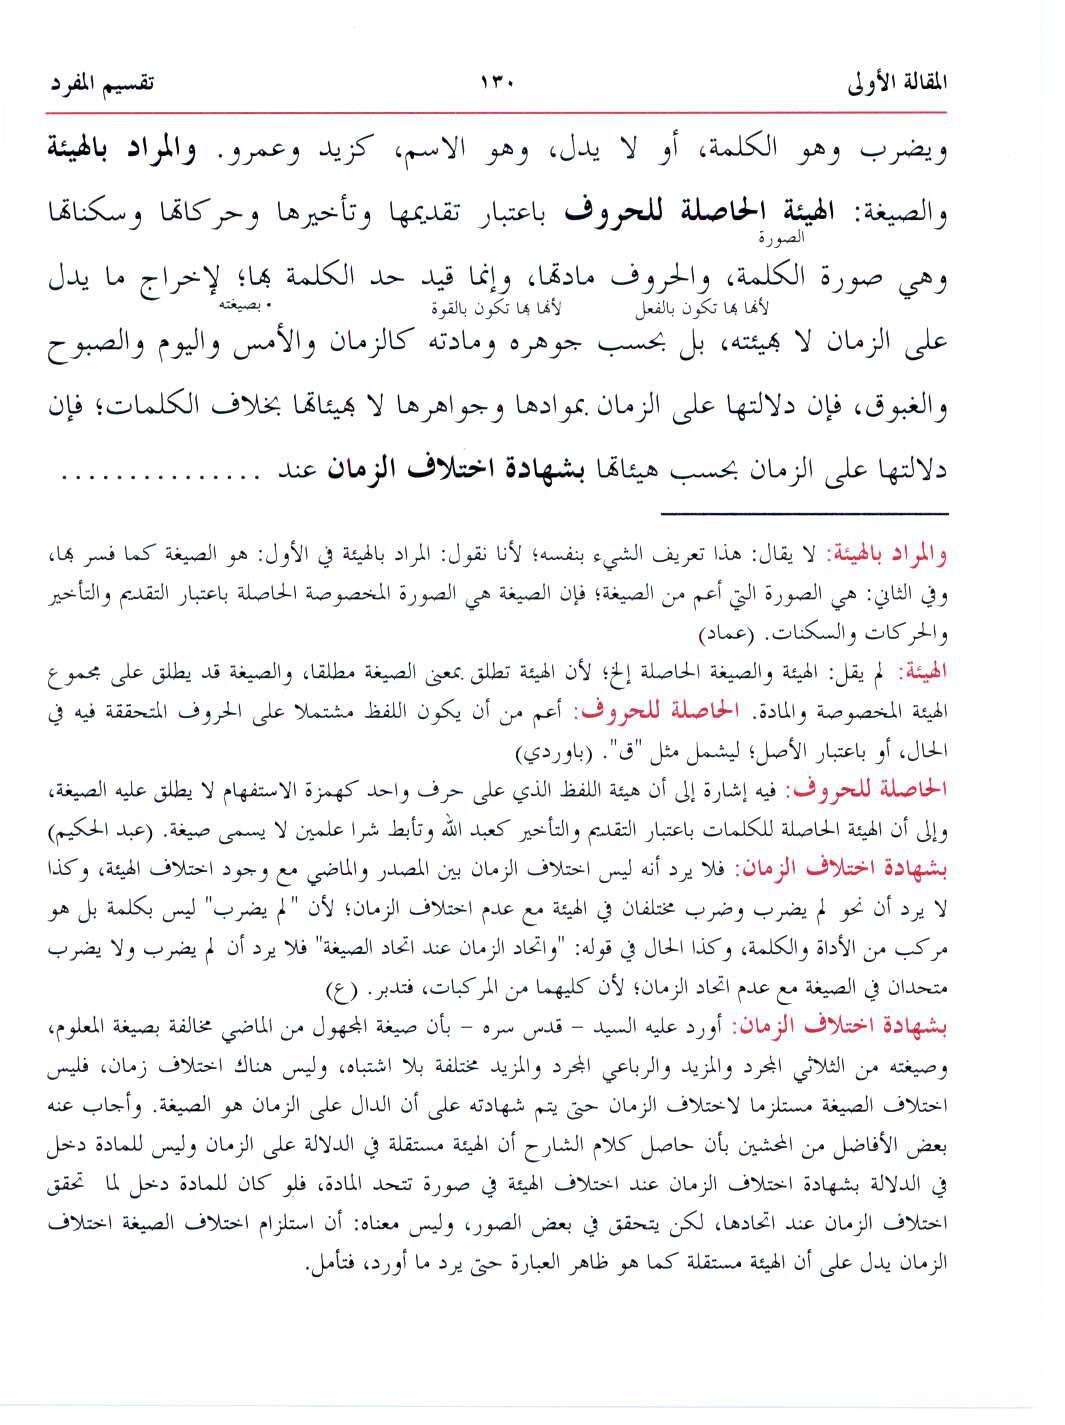 المقالة الأولى ١٣٠ تقسيم المفرد
ويضرب وهو الكلمة، أو لا يدل، وهو الاسم، كزيد وعمرو. والمراد بالهيئة
والصيغة: الهيئة الحاصلة للحروف باعتبار تقديمها وتأخيرها وحركاتها وسكناتها
الصورة
وهي صورة الكلمة، والحروف مادتها، وإنما قيد حد الكلمة بها؛ لإخراج ما يدل
لأنها بها تكون بالفعل لأنها بها تكون بالقوة بصيغته
على الزمان لا بهيئته، بل بحسب جوهره ومادته كالزمان والأمس واليوم والصبوح
والغبوق، فإن دلالتها على الزمان بموادها وجواهرها لا بهيئاتها بخلاف الكلمات؛ فإن
دلالتها على الزمان بحسب هيئاتها بشهادة اختلاف الزمان عند ...............
والمراد بالهيئة: لا يقال: هذا تعريف الشيء بنفسه؛ لأنا نقول: المراد بالهيئة في الأول: هو الصيغة كما فسر بها،
وفي الثاني: هي الصورة التي أعم من الصيغة؛ فإن الصيغة هي الصورة المخصوصة الحاصلة باعتبار التقديم والتأخير
والحركات والسكنات. (عماد)
الهيئة: لم يقل: الهيئة والصيغة الحاصلة إلخ؛ لأن الهيئة تطلق بمعنى الصيغة مطلقا، والصيغة قد يطلق على مجموع
الهيئة المخصوصة والمادة. الحاصلة للحروف: أعم من أن يكون اللفظ مشتملا على الحروف المتحققة فيه في
الحال، أو باعتبار الأصل؛ ليشمل مثل "ق". (باوردي)
الحاصلة للحروف: فيه إشارة إلى أن هيئة اللفظ الذي على حرف واحد كهمزة الاستفهام لا يطلق عليه الصيغة،
وإلى أن الهيئة الحاصلة للكلمات باعتبار التقديم والتأخير كعبد الله وتأبط شرا علمين لا يسمى صيغة. (عبد الحكيم)
بشهادة اختلاف الزمان: فلا يرد أنه ليس اختلاف الزمان بين المصدر والماضي مع وجود اختلاف الهيئة، وكذا
لا يرد أن نحو لم يضرب وضرب مختلفان في الهيئة مع عدم اختلاف الزمان؛ لأن "لم يضرب" ليس بكلمة بل هو
مركب من الأداة والكلمة، وكذا الحال في قوله: "واتحاد الزمان عند اتحاد الصيغة" فلا يرد أن لم يضرب ولا يضرب
متحدان في الصيغة مع عدم اتحاد الزمان؛ لأن كليهما من المركبات، فتدبر. (ع)
بشهادة اختلاف الزمان: أورد عليه السيد – قدس سره – بأن صيغة المجهول من الماضي مخالفة بصيغة المعلوم،
وصيغته من الثلاثي المجرد والمزيد والرباعي المجرد والمزيد مختلفة بلا اشتباه، وليس هناك اختلاف زمان، فليس
اختلاف الصيغة مستلزما لاختلاف الزمان حتى يتم شهادته على أن الدال على الزمان هو الصيغة. وأجاب عنه
بعض الأفاضل من المحشين بأن حاصل كلام الشارح أن الهيئة مستقلة في الدلالة على الزمان وليس للمادة دخل
في الدلالة بشهادة اختلاف الزمان عند اختلاف الهيئة في صورة تتحد المادة، فلو كان للمادة دخل لما تحقق
اختلاف الزمان عند اتحادها، لكن يتحقق في بعض الصور، وليس معناه: أن استلزام اختلاف الصيغة اختلاف
الزمان يدل على أن الهيئة مستقلة كما هو ظاهر العبارة حتى يرد ما أورد، فتأمل.